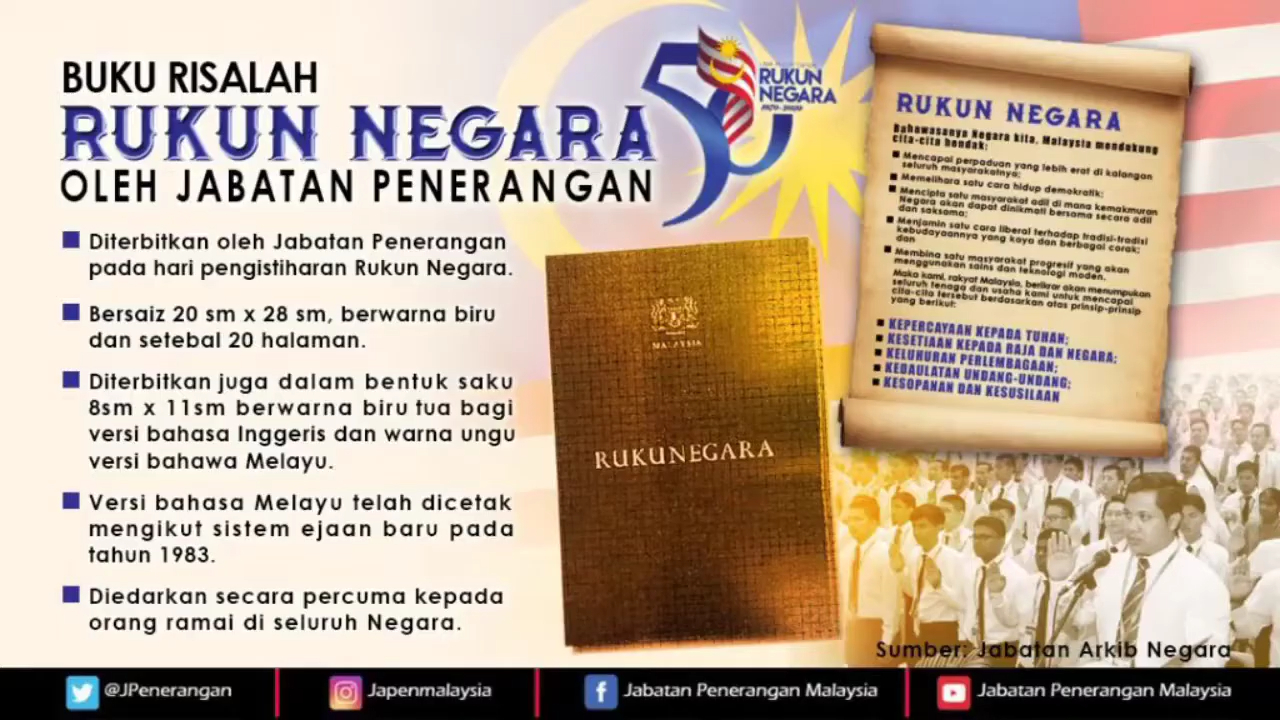 BUKU RISALAH
RUKUN NEGARA
OLEH JABATAN PENERANGAN
50
RUKUN
NEGARA
1970 - 2020
Diterbitkan oleh Jabatan Penerangan
pada hari pengistiharan Rukun Negara.
Bersaiz 20 sm x 28 sm, berwarna biru
dan setebal 20 halaman.
Diterbitkan juga dalam bentuk saku
8sm x 11sm berwarna biru tua bagi
versi bahasa Inggeris dan warna ungu
versi bahawa Melayu.
Versi bahasa Melayu telah dicetak
mengikut sistem ejaan baru pada
tahun 1983.
Diedarkan secara percuma kepada
orang ramai di seluruh Negara.
MALAYSIA
RUKUNEGARA
RUKUN NEGARA
Bahawasanya Negara kita, Malaysia mendukung
cita-cita hendak:
Mencapai perpaduan yang lebih erat di kalangan
seluruh masyarakatnya;
Memelihara satu cara hidup demokratik;
Mencipta satu masyarakat adil di mana kemakmuran
Negara akan dapat dinikmati bersama secara adil
dan saksama;
Menjamin satu cara liberal terhadap tradisi-tradisi
kebudayaannya yang kaya dan berbagai corak;
dan
Membina satu masyarakat progresif yang akan
menggunakan sains dan teknologi moden.
Maka kami, rakyat Malaysia, berikrar akan menumpukan
seluruh tenaga dan usaha kami untuk mencapai
cita-cita tersebut berdasarkan atas prinsip-prinsip
yang berikut:
KEPERCAYAAN KEPADA TUHAN;
KESETIAAN KEPADA RAJA DAN NEGARA;
KELUHURAN PERLEMBAGAAN;
KEDAULATAN UNDANG-UNDANG;
KESOPANAN DAN KESUSILAAN
Sumber: Jabatan Arkib Negara
@JPenerangan
Japenmalaysia
Jabatan Penerangan Malaysia
Jabatan Penerangan Malaysia